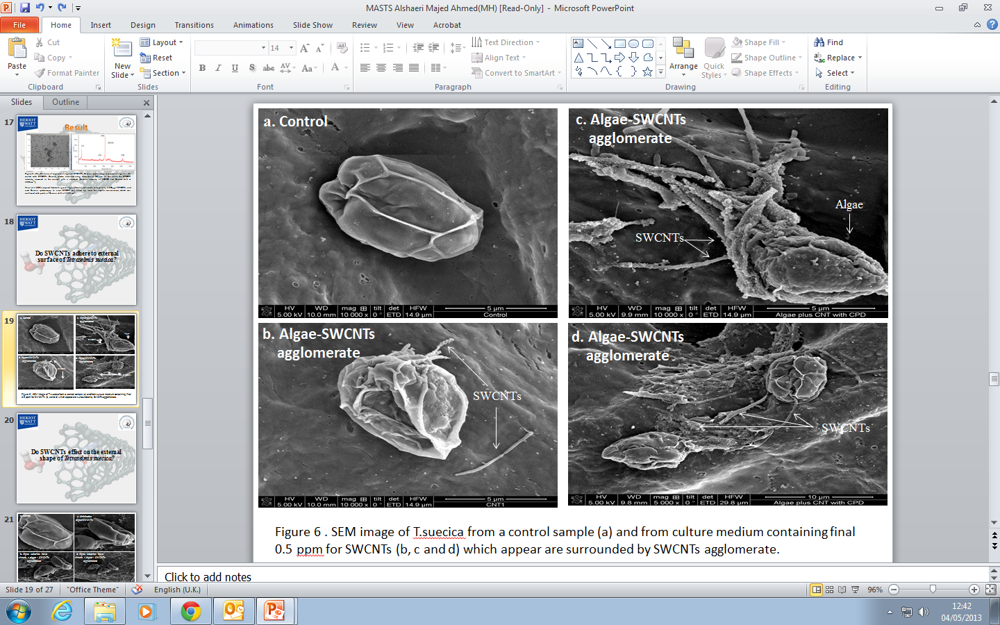 MASTS Alshaeri Majed Ahmed(MH) [Read-Only] - Microsoft PowerPoint
File Home Insert Design Transitions Animations Slide Show Review View Acrobat
Paste
Cut
Copy
Format Painter
Clipboard
New Slide
Layout
Reset
Section
Slides
14
B I U S abc AV Aa A
Font
Text Direction
Align Text
Convert to SmartArt
Paragraph
Arrange
Quick Styles
Shape Fill
Shape Outline
Shape Effects
Drawing
Find
Replace
Select
Editing
Slides Outline
17
HERIOT WATT
Result
18
HERIOT WATT
Do SWCNTs adhere to external
surface of Tetraselmis suecica?
19
20
HERIOT WATT
Do SWCNTs effect on the external
shape of Tetraselmis suecica?
21
a. Control
HV WD mag tilt det HFW 5 µm
5.00 kV 10.0 mm 10 000 x 0 ° ETD 14.9 µm Control
c. Algae-SWCNTs
agglomerate
Algae
SWCNTs
HV WD mag tilt det HFW 5 µm
5.00 kV 9.9 mm 10 000 x 0 ° ETD 14.9 µm Algae plus CNT with CPD
b. Algae-SWCNTs
agglomerate
SWCNTs
HV WD mag tilt det HFW 5 µm
5.00 kV 10.0 mm 10 000 x 0 ° ETD 14.9 µm CNT1
d. Algae-SWCNTs
agglomerate
SWCNTs
HV WD mag tilt det HFW 10 µm
5.00 kV 9.8 mm 5 000 x 0 ° ETD 29.8 µm Algae plus CNT with CPD
Figure 6 . SEM image of T.suecica from a control sample (a) and from culture medium containing final
0.5 ppm for SWCNTs (b, c and d) which appear are surrounded by SWCNTs agglomerate.
Click to add notes
Slide 19 of 27 "Office Theme" English (U.K.) 96%
12:42
04/05/2013